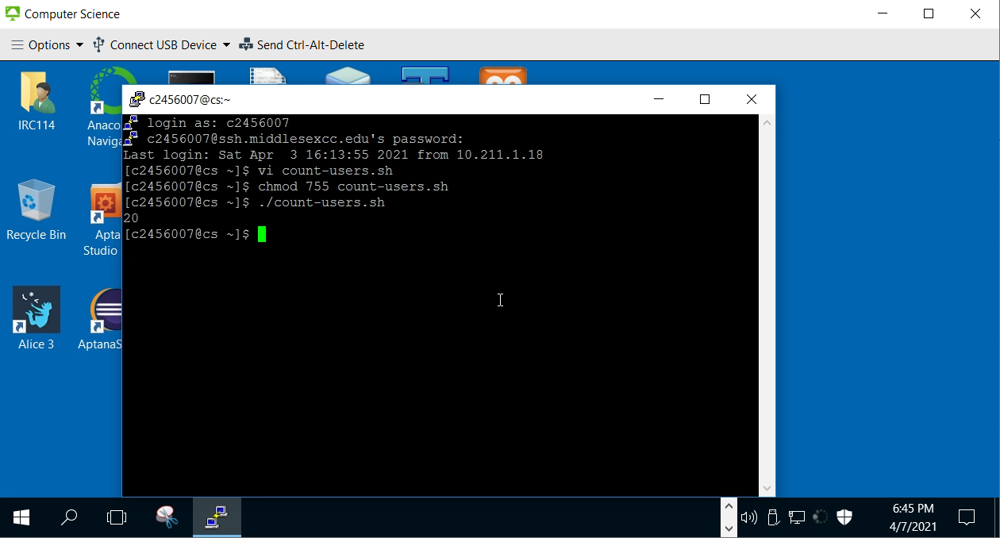 Computer Science
Options Connect USB Device Send Ctrl-Alt-Delete
c2456007@cs:~
login as: c2456007
c2456007@ssh.middlesexcc.edu's password:
Last login: Sat Apr  3 16:13:55 2021 from 10.211.1.18
[c2456007@cs ~]$ vi count-users.sh
[c2456007@cs ~]$ chmod 755 count-users.sh
[c2456007@cs ~]$ ./count-users.sh
20
[c2456007@cs ~]$
IRC114
Anaco
Naviga
Recycle Bin
Apta
Studio
Alice 3
AptanaS
6:45 PM
4/7/2021